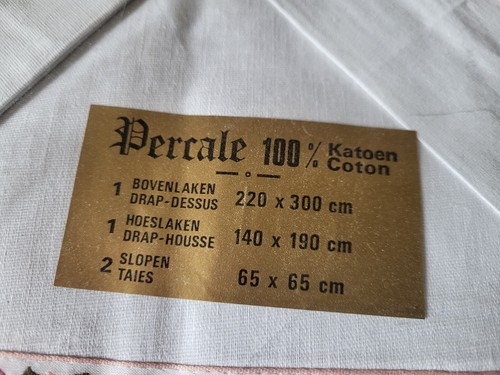 Percale 100% Katoen
Coton
1 BOVENLAKEN
DRAP-DESSUS 220 x 300 cm
1 HOESLAKEN
DRAP-HOUSSE 140 x 190 cm
2 SLOPEN
TAIES 65 x 65 cm